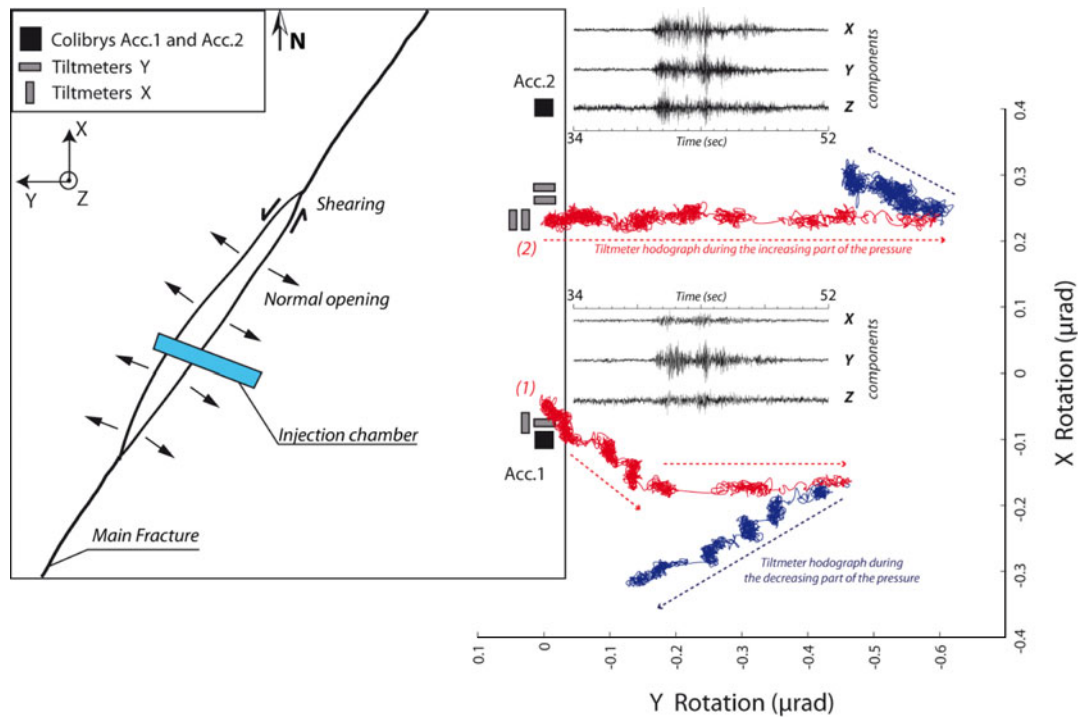 Colibrys Acc.1 and Acc.2
Tiltmeters Y
Tiltmeters X
N
X
Y
Z
Shearing
Normal opening
Injection chamber
Main Fracture
Acc.2
X
Y
Z
components
34
52
Time (sec)
(2)
Tiltmeter hodograph during the increasing part of the pressure
34
52
Time (sec)
X
Y
Z
components
(1)
Acc.1
Tiltmeter hodograph during
the decreasing part of the pressure
0.4
0.3
0.2
0.1
0
-0.1
-0.2
-0.3
-0.4
X Rotation (μrad)
0.1
0
-0.1
-0.2
-0.3
-0.4
-0.5
-0.6
Y Rotation (μrad)